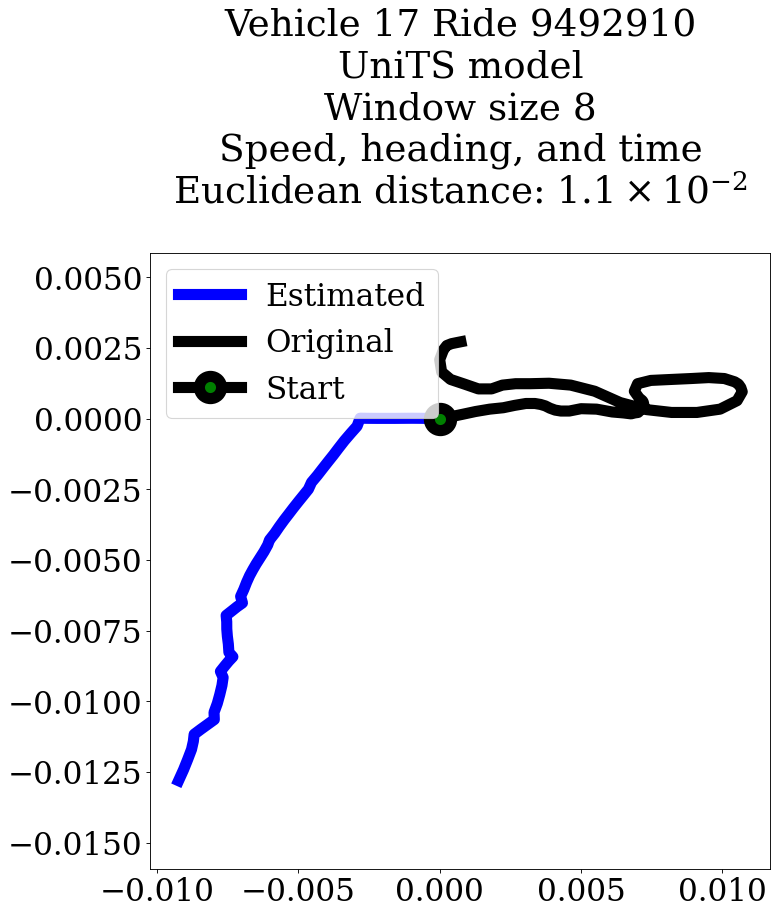 Vehicle 17 Ride 9492910
UniTS model
Window size 8
Speed, heading, and time
Euclidean distance: 1.1 × 10⁻²
Estimated
Original
Start
0.0050
0.0025
0.0000
−0.0025
−0.0050
−0.0075
−0.0100
−0.0125
−0.0150
−0.010 −0.005 0.000 0.005 0.010